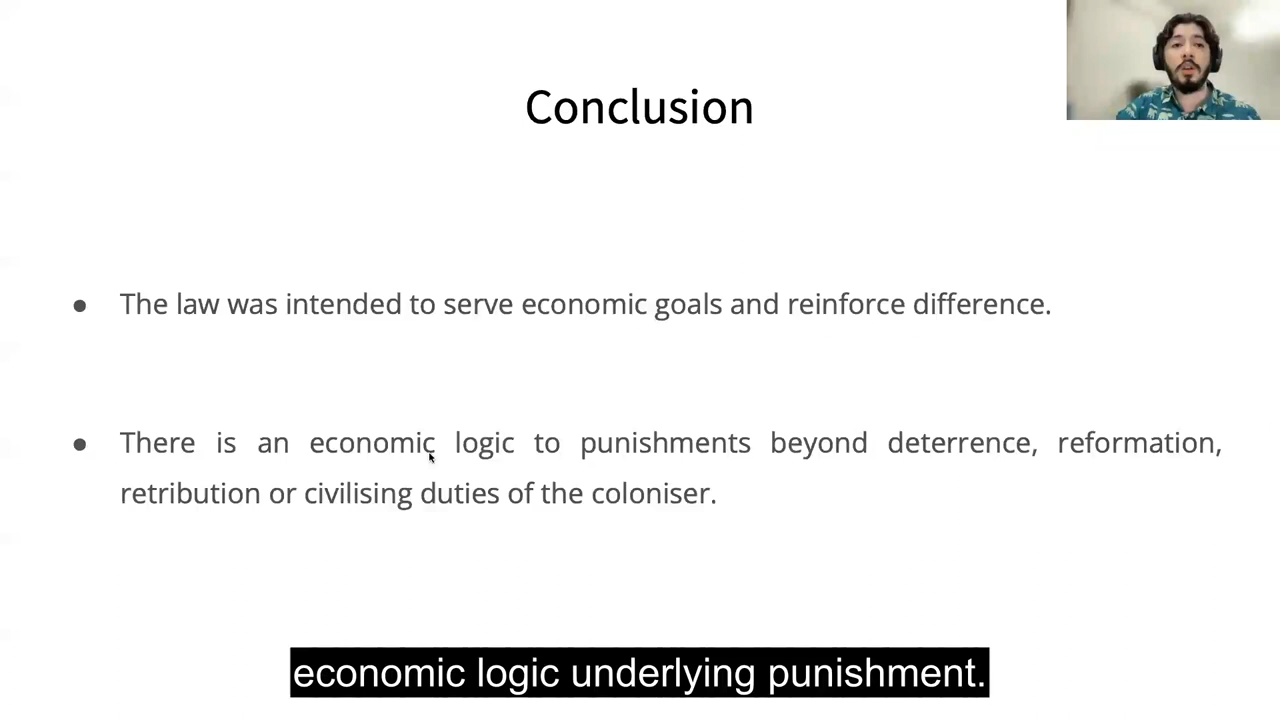 Conclusion
● The law was intended to serve economic goals and reinforce difference.
● There is an economic logic to punishments beyond deterrence, reformation,
retribution or civilising duties of the coloniser.
economic logic underlying punishment.